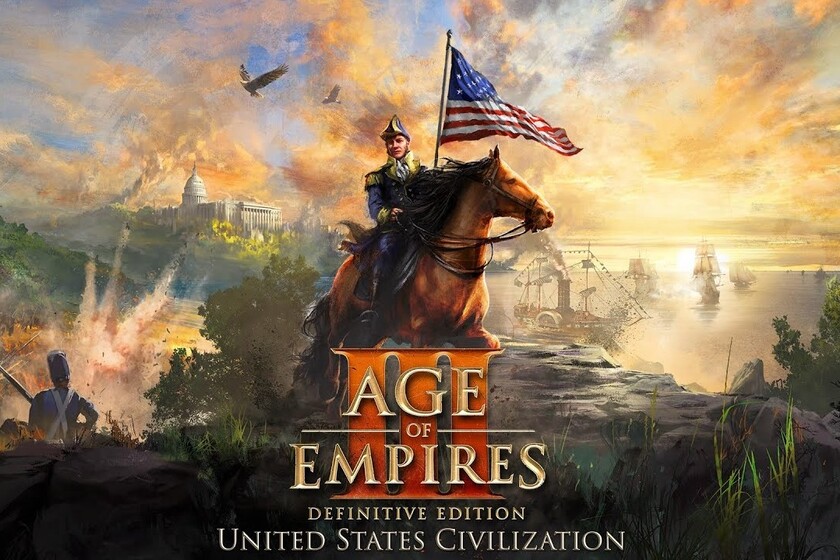 III
AGE
OF
EMPIRES
DEFINITIVE EDITION
UNITED STATES CIVILIZATION